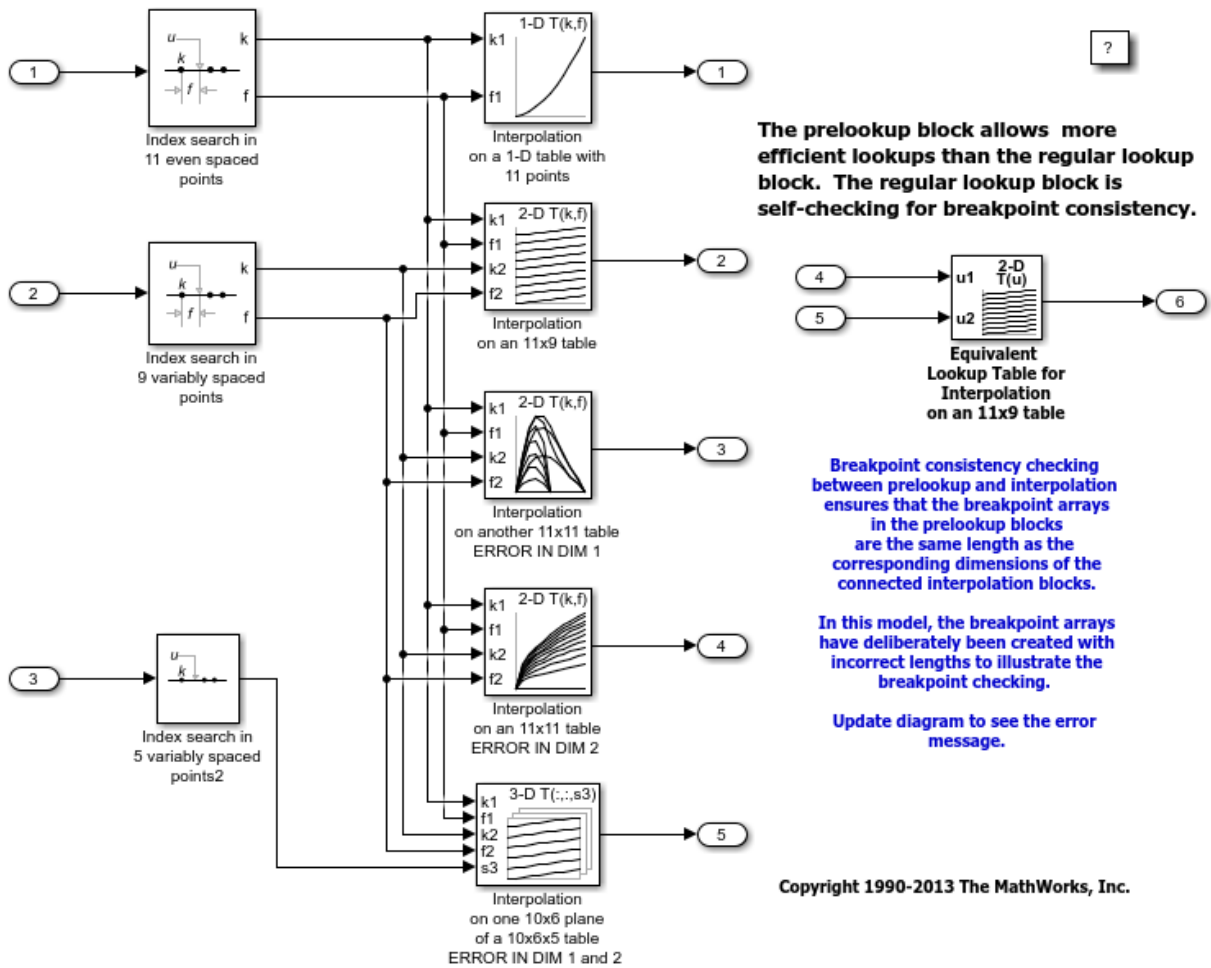 1
u
k
f
k
f
Index search in
11 even spaced
points
1-D T(k,f)
k1
f1
Interpolation
on a 1-D table with
11 points
1
?
The prelookup block allows more
efficient lookups than the regular lookup
block. The regular lookup block is
self-checking for breakpoint consistency.
2
u
k
f
k
f
Index search in
9 variably spaced
points
2-D T(k,f)
k1
f1
k2
f2
Interpolation
on an 11x9 table
2
4
5
u1
u2
2-D
T(u)
6
Equivalent
Lookup Table for
Interpolation
on an 11x9 table
2-D T(k,f)
k1
f1
k2
f2
Interpolation
on another 11x11 table
ERROR IN DIM 1
3
Breakpoint consistency checking
between prelookup and interpolation
ensures that the breakpoint arrays
in the prelookup blocks
are the same length as the
corresponding dimensions of the
connected interpolation blocks.
In this model, the breakpoint arrays
have deliberately been created with
incorrect lengths to illustrate the
breakpoint checking.
Update diagram to see the error
message.
2-D T(k,f)
k1
f1
k2
f2
Interpolation
on an 11x11 table
ERROR IN DIM 2
4
3
u
k
Index search in
5 variably spaced
points2
3-D T(:,:,s3)
k1
f1
k2
f2
s3
Interpolation
on one 10x6 plane
of a 10x6x5 table
ERROR IN DIM 1 and 2
5
Copyright 1990-2013 The MathWorks, Inc.